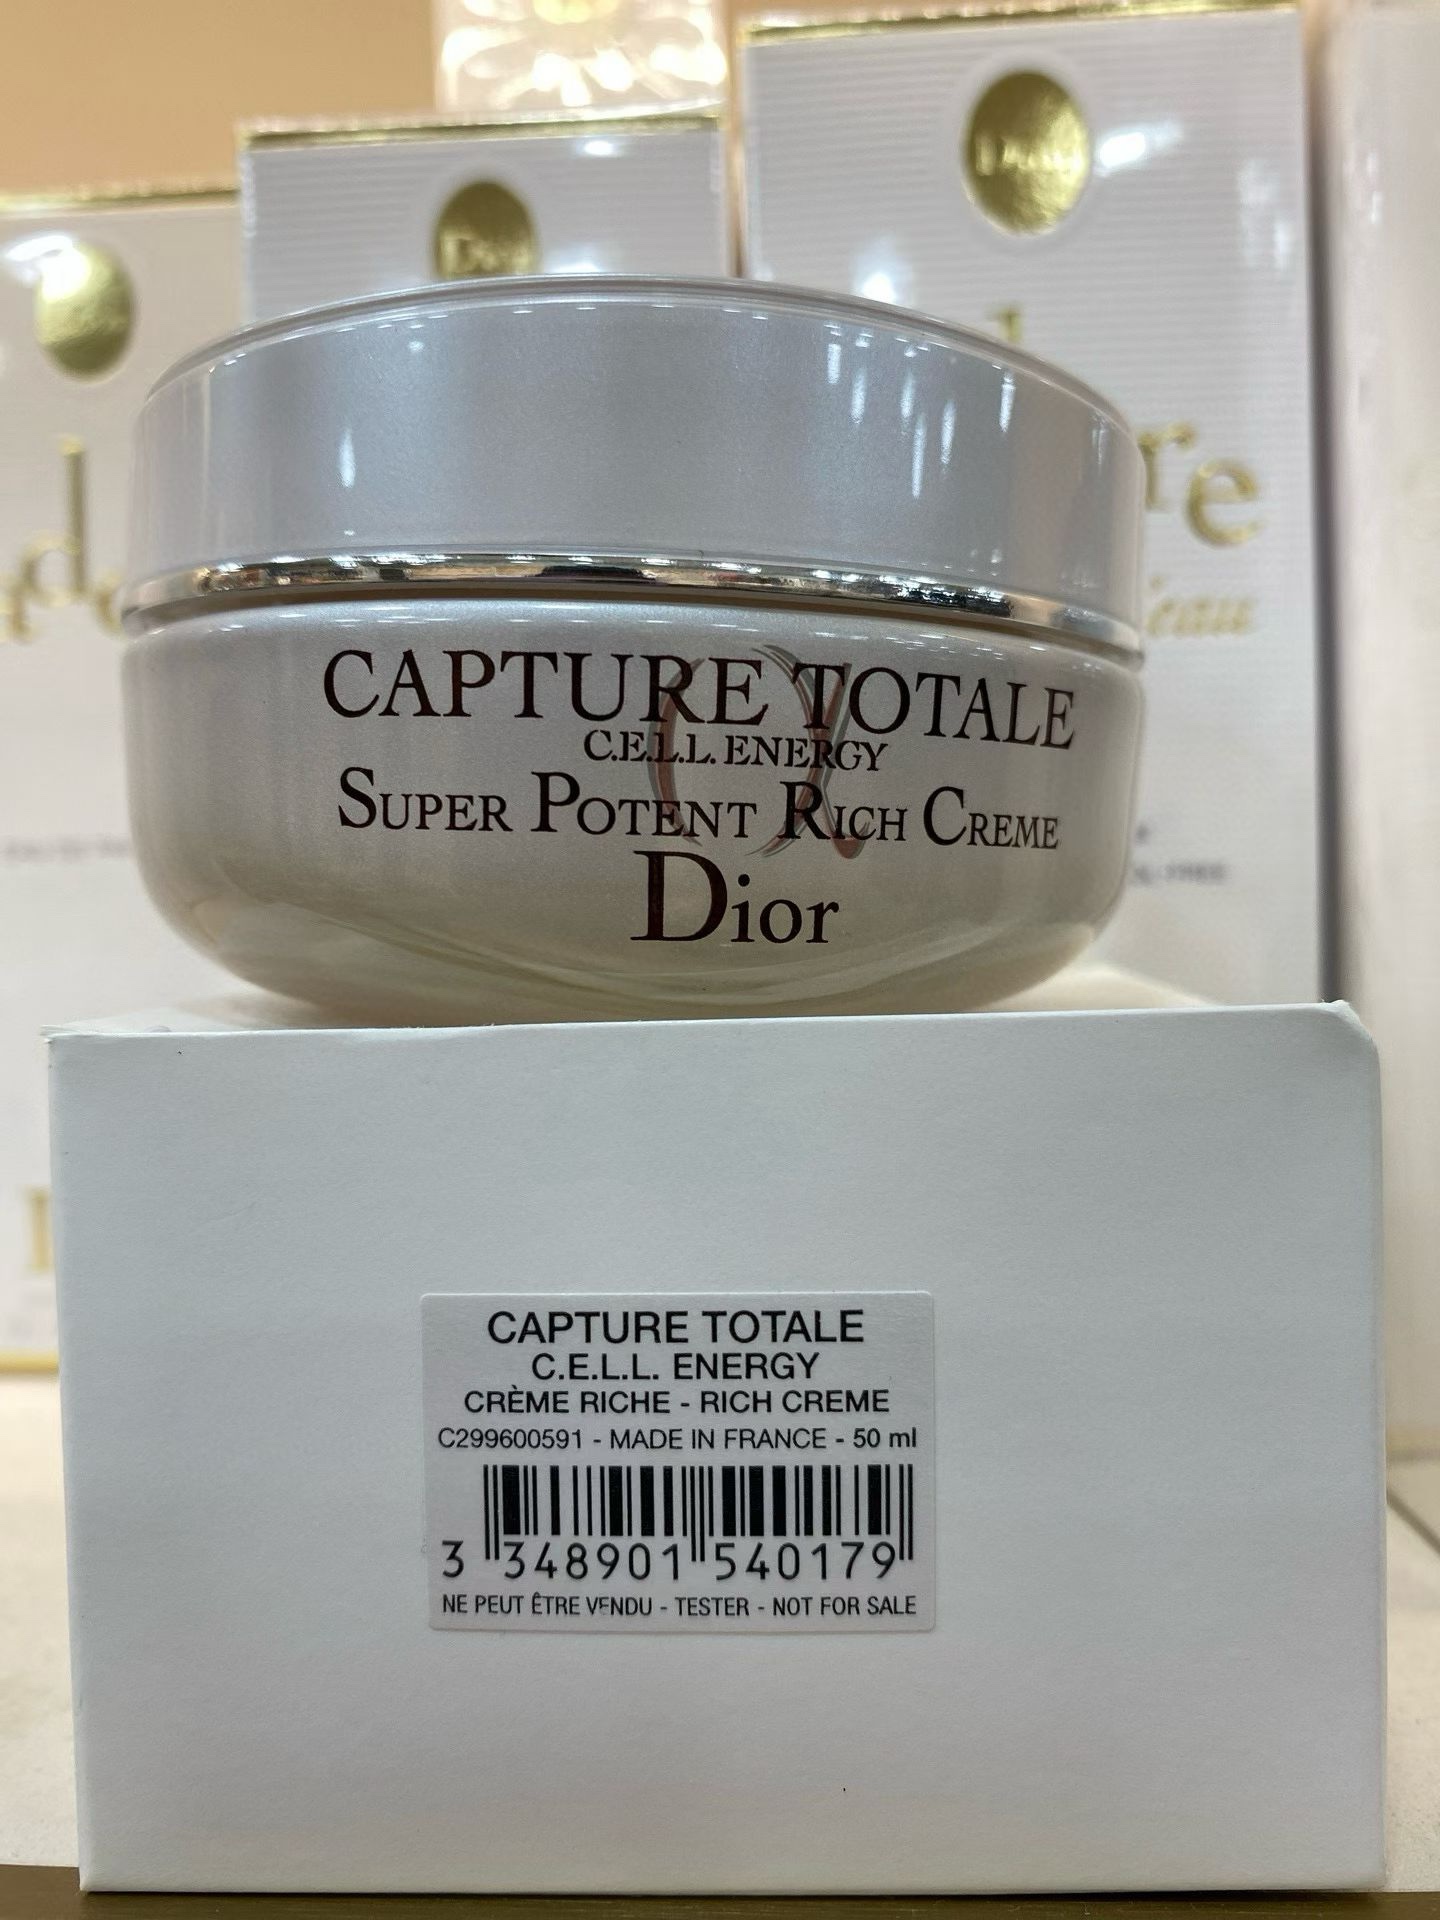 Dior
CAPTURE TOTALE
C.E.L.L. ENERGY
SUPER POTENT RICH CREME
Dior
CAPTURE TOTALE
C.E.L.L. ENERGY
CRÈME RICHE - RICH CREME
C299600591 - MADE IN FRANCE - 50 ml
3 348901 540179
NE PEUT ÊTRE VENDU - TESTER - NOT FOR SALE